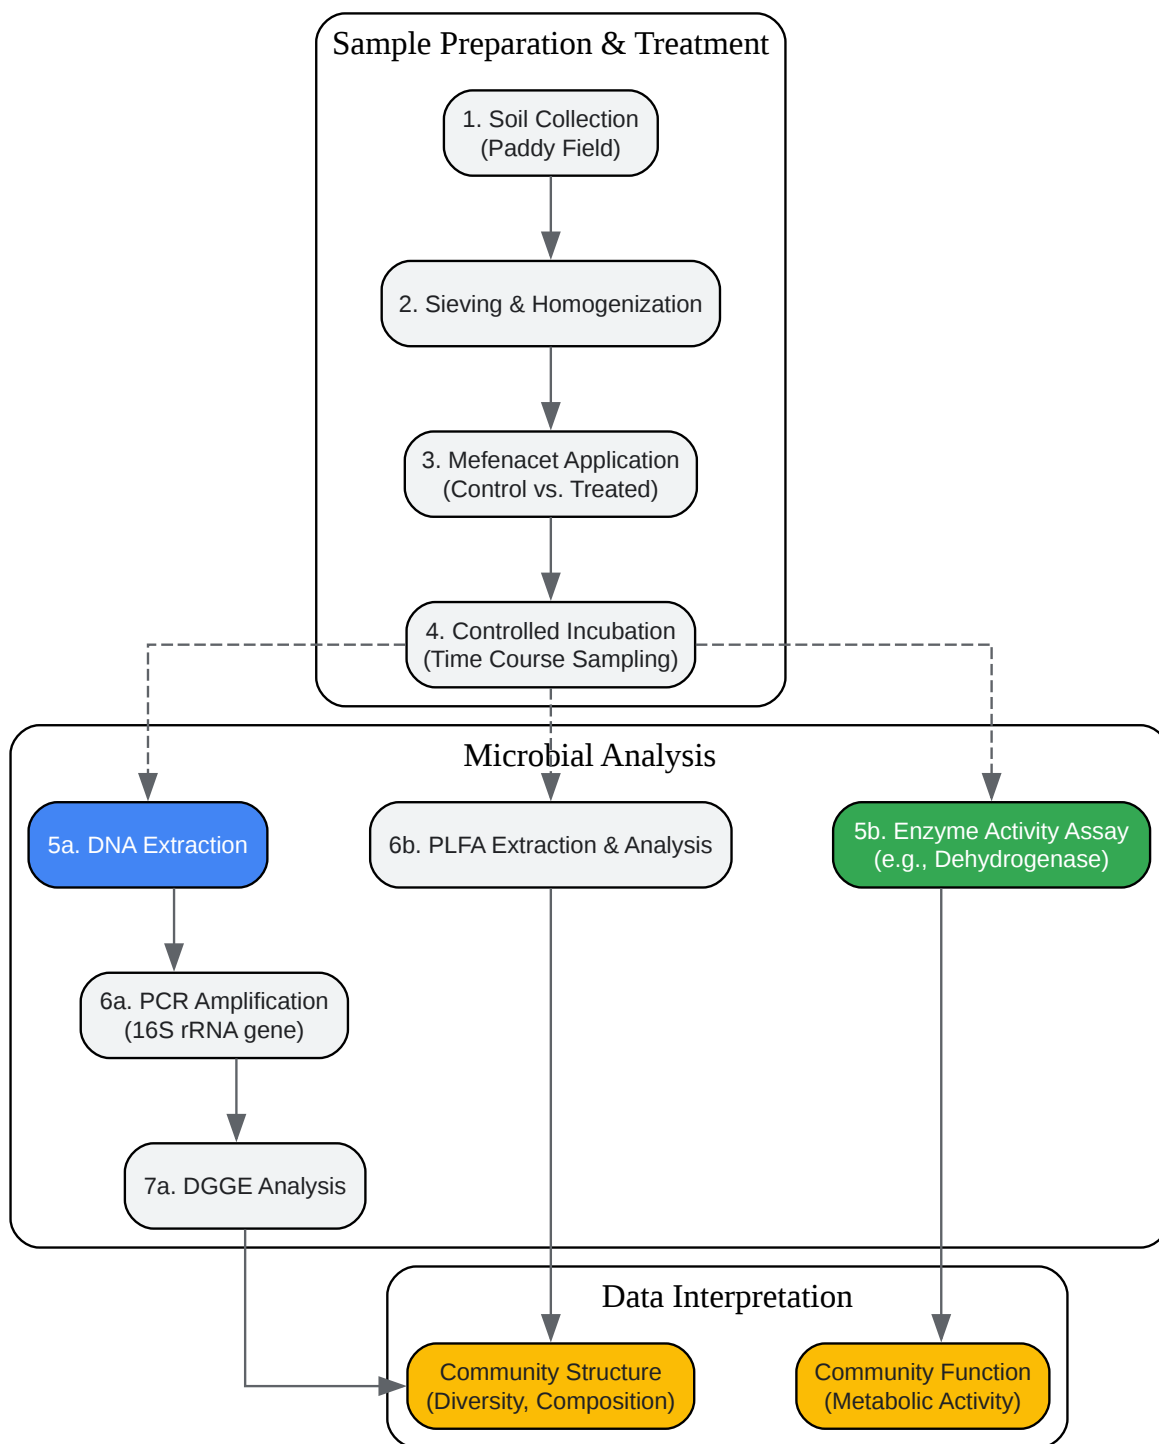 Sample Preparation & Treatment
1. Soil Collection
(Paddy Field)
2. Sieving & Homogenization
3. Mefenacet Application
(Control vs. Treated)
4. Controlled Incubation
(Time Course Sampling)
Microbial Analysis
5a. DNA Extraction
6b. PLFA Extraction & Analysis
5b. Enzyme Activity Assay
(e.g., Dehydrogenase)
6a. PCR Amplification
(16S rRNA gene)
7a. DGGE Analysis
Data Interpretation
Community Structure
(Diversity, Composition)
Community Function
(Metabolic Activity)